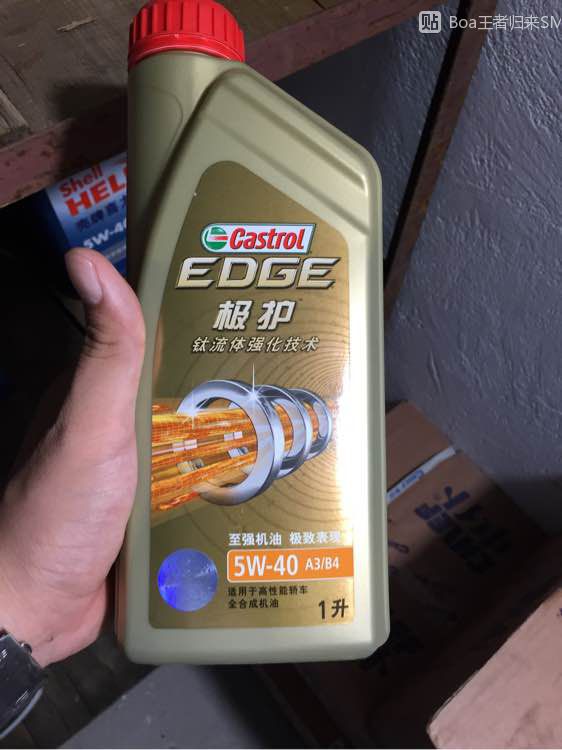 贴 Boa王者归来SM
Shell
HEL
5W-40
Castrol
EDGE
极护
钛流体强化技术
至强机油 极致表现
5W-40 A3/B4
适用于高性能轿车
全合成机油
1升